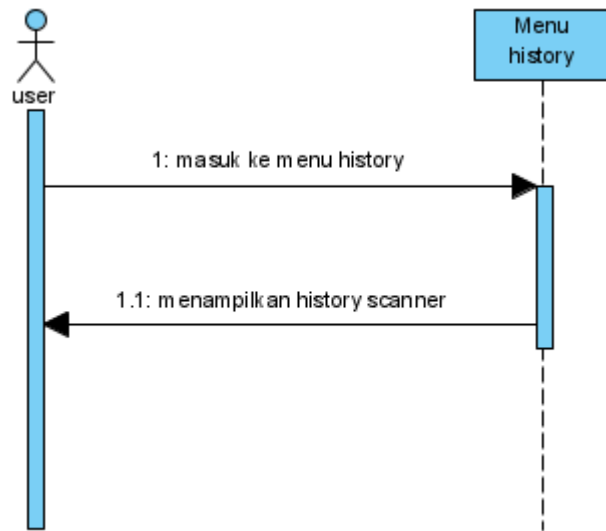 Menu
history
user
1: masuk ke menu history
1.1: menampilkan history scanner